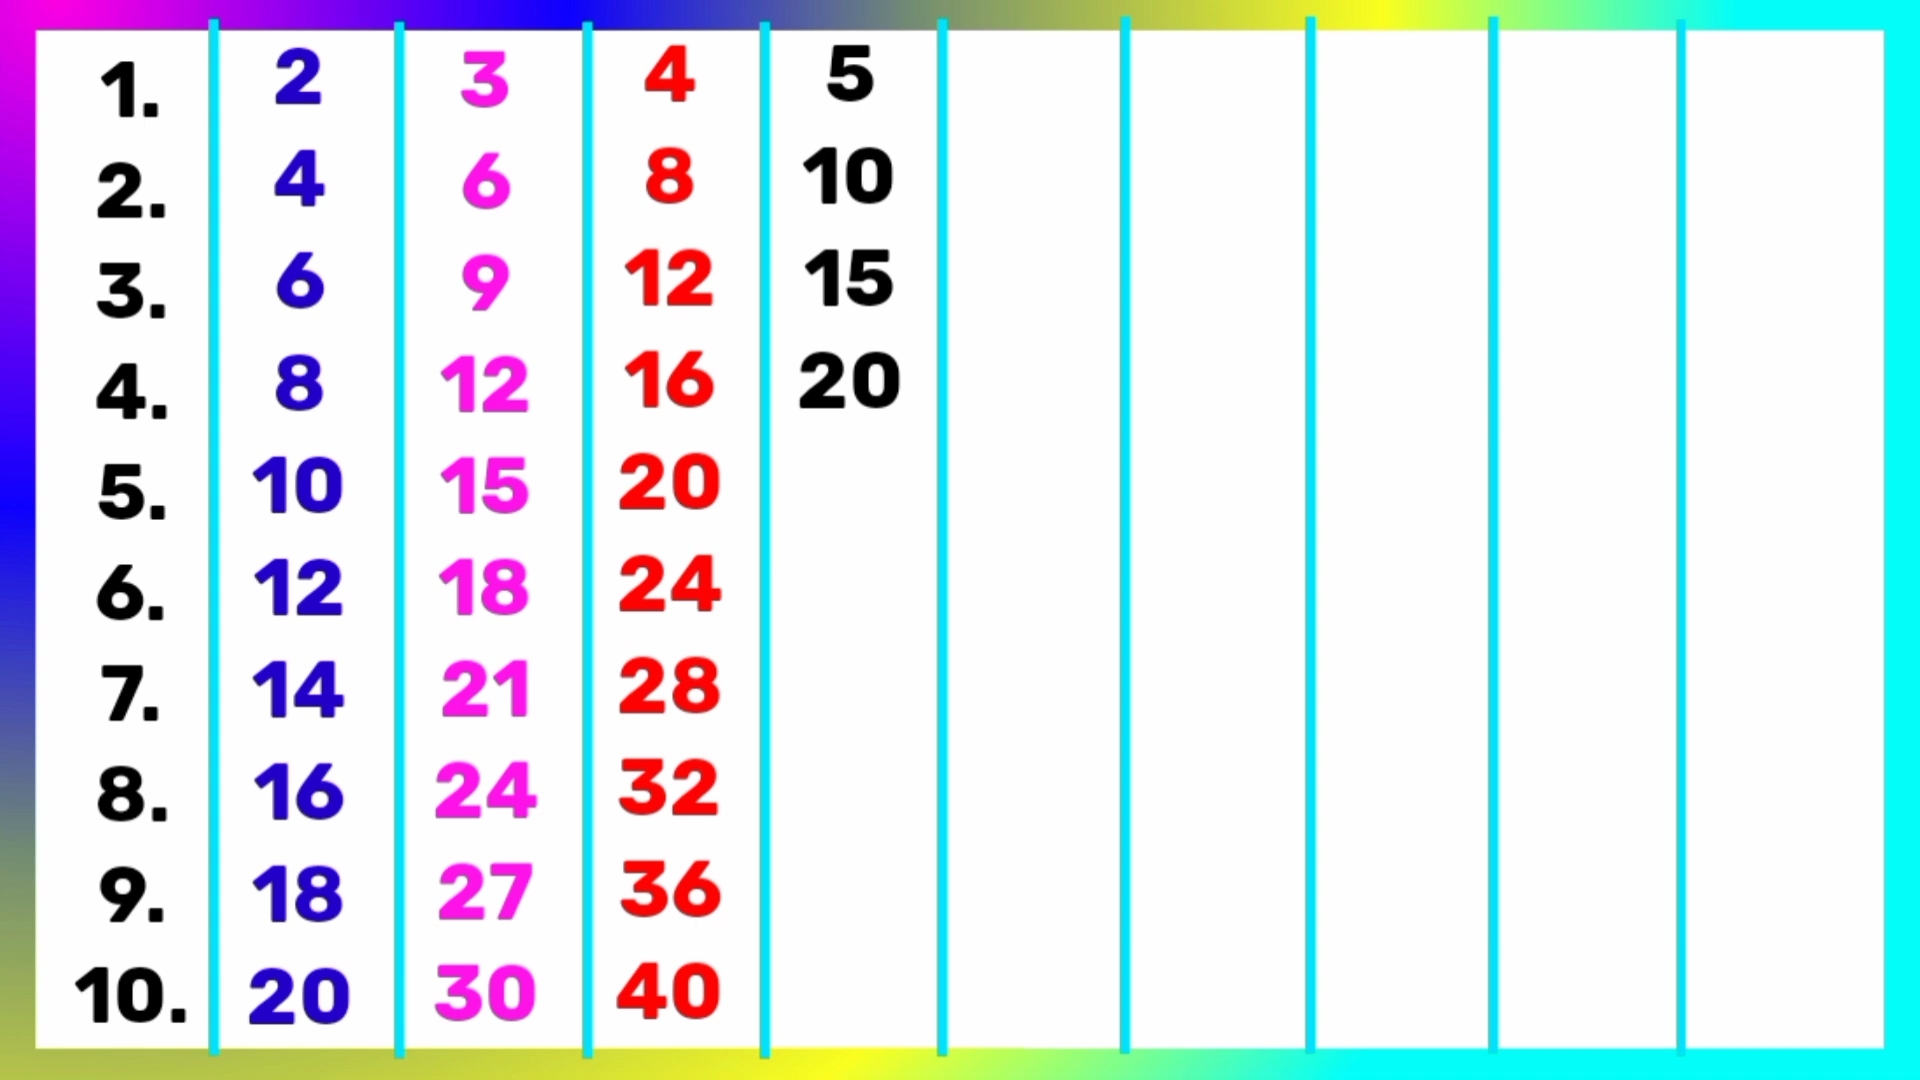 1. 2 3 4 5
2. 4 6 8 10
3. 6 9 12 15
4. 8 12 16 20
5. 10 15 20
6. 12 18 24
7. 14 21 28
8. 16 24 32
9. 18 27 36
10. 20 30 40